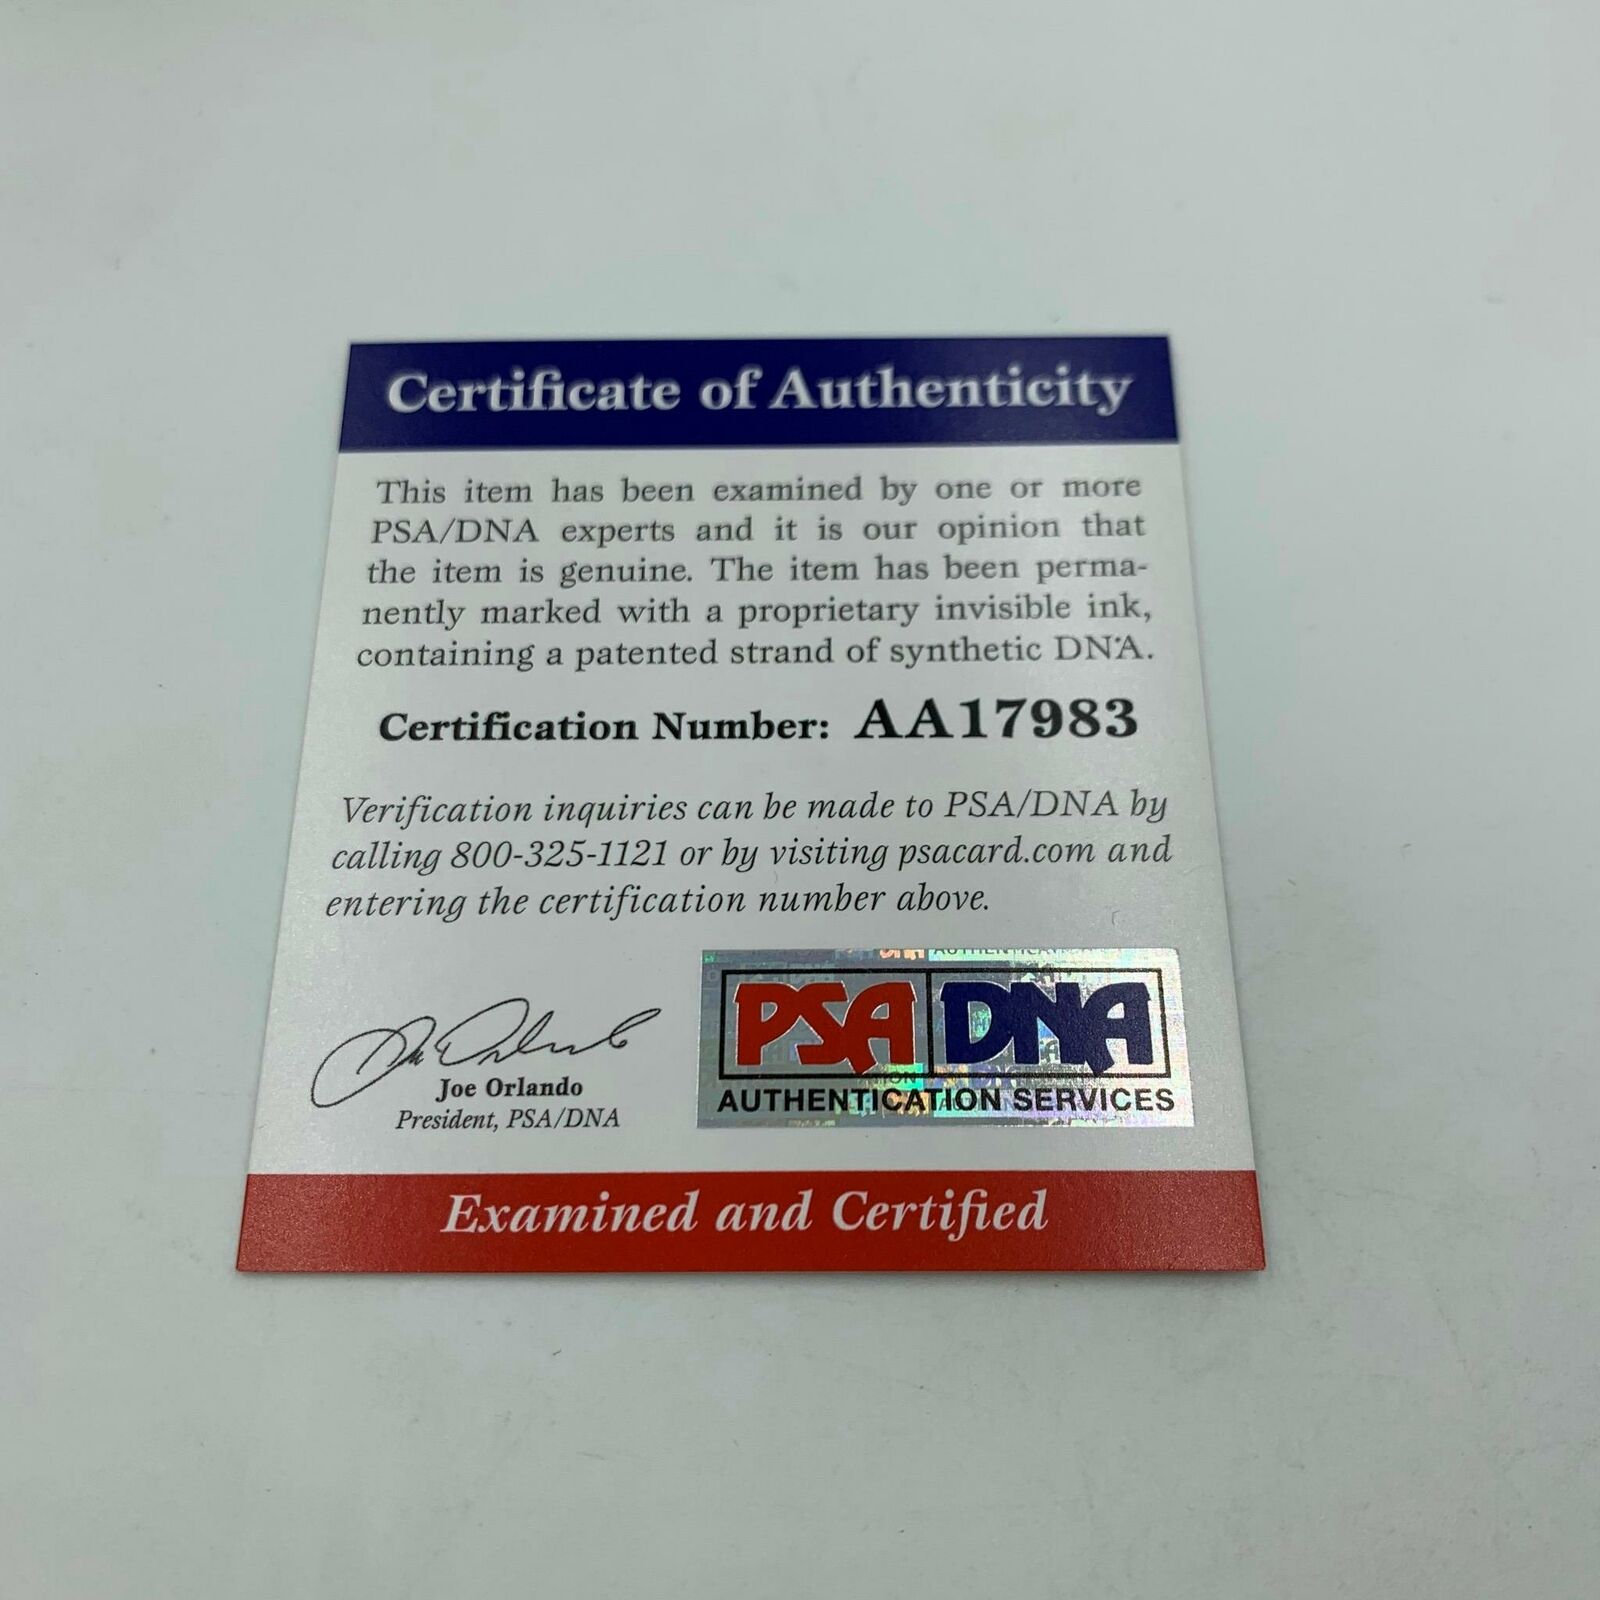 Certificate of Authenticity
This item has been examined by one or more
PSA/DNA experts and it is our opinion that
the item is genuine. The item has been perma-
nently marked with a proprietary invisible ink,
containing a patented strand of synthetic DNA.
Certification Number: AA17983
Verification inquiries can be made to PSA/DNA by
calling 800-325-1121 or by visiting psacard.com and
entering the certification number above.
Joe Orlando
President, PSA/DNA
PSA DNA
AUTHENTICATION SERVICES
Examined and Certified